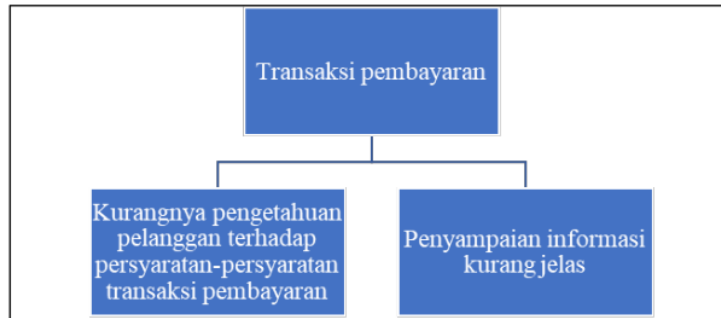 Transaksi pembayaran
Kurangnya pengetahuan
pelanggan terhadap
persyaratan-persyaratan
transaksi pembayaran
Penyampaian informasi
kurang jelas